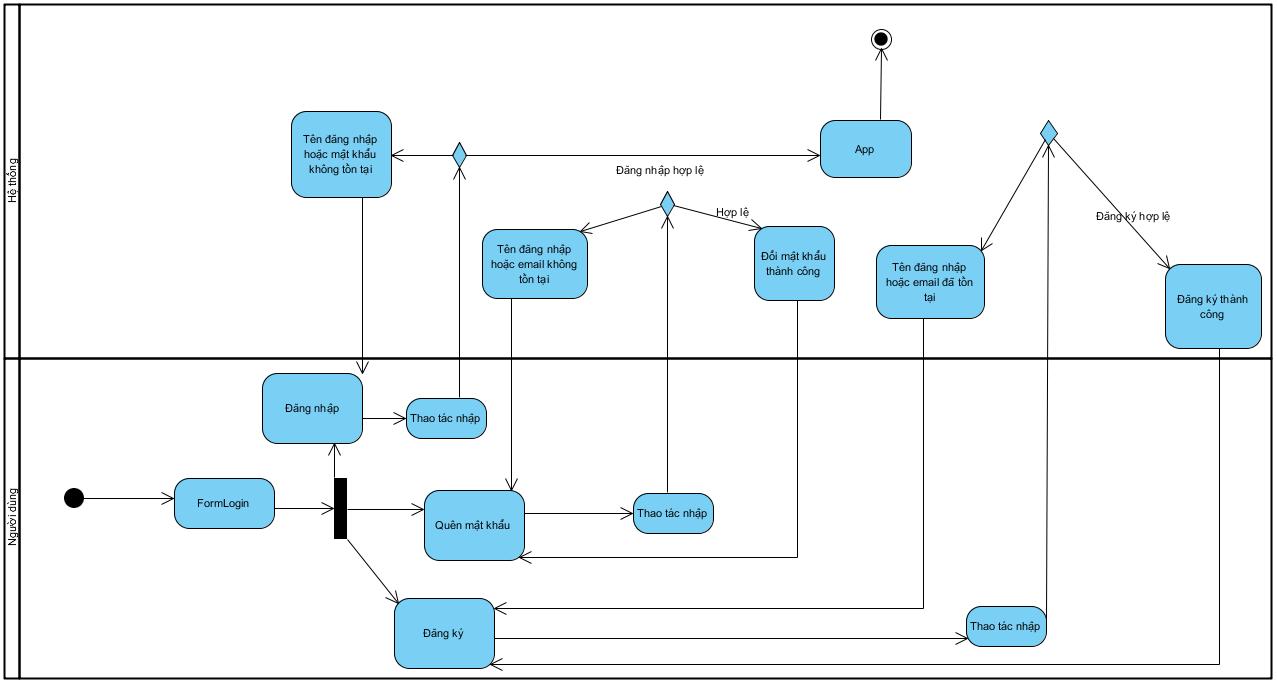 Hệ thống
Tên đăng nhập
hoặc mật khẩu
không tồn tại
App
Đăng nhập hợp lệ
Hợp lệ
Đăng ký hợp lệ
Tên đăng nhập
hoặc email không
tồn tại
Đổi mật khẩu
thành công
Tên đăng nhập
hoặc email đã tồn
tại
Đăng ký thành
công
Người dùng
Đăng nhập
Thao tác nhập
FormLogin
Quên mật khẩu
Thao tác nhập
Đăng ký
Thao tác nhập